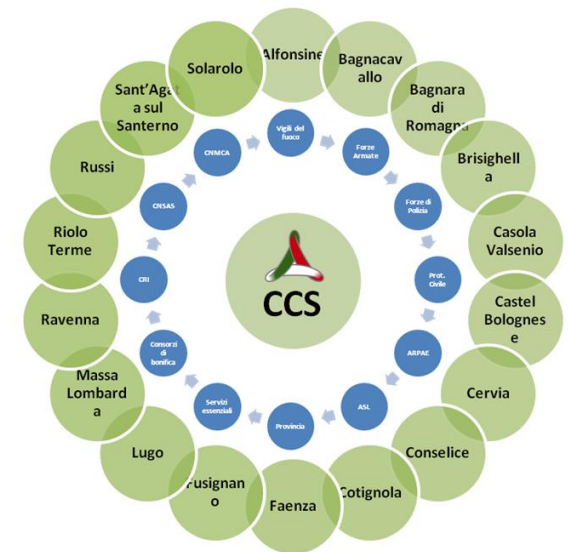 Alfonsine
Bagnacav
allo
Bagnara
di
Romagna
Brisighell
a
Casola
Valsenio
Castel
Bolognes
e
Cervia
Conselice
Cotignola
Faenza
Fusignan
o
Lugo
Massa
Lombard
a
Ravenna
Riolo
Terme
Russi
Sant'Agat
a sul
Santerno
Solarolo
Vigili del
fuoco
Forze
Armate
Forze di
Polizia
Prot.
Civile
ARPAE
ASL
Provincia
Servizi
essenziali
Consorzi
di
bonifica
CRI
CNSAS
CNMCA
CCS